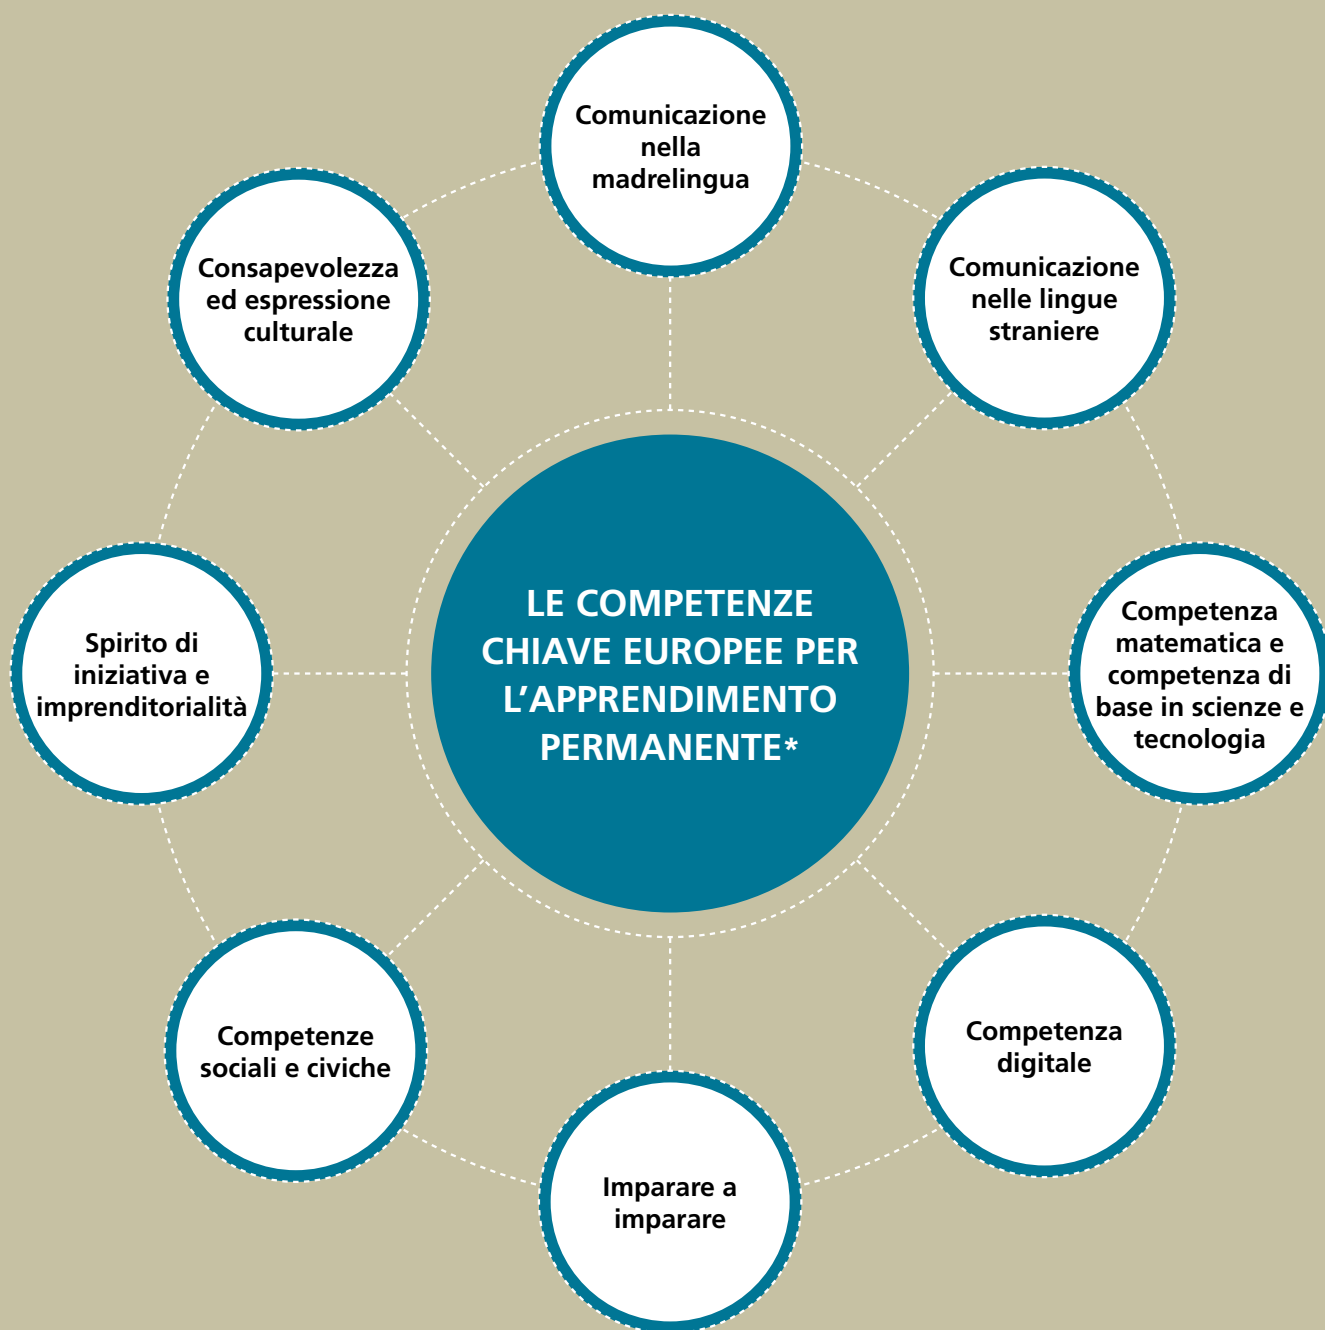 Comunicazione
nella
madrelingua
Comunicazione
nelle lingue
straniere
Competenza
matematica e
competenza di
base in scienze e
tecnologia
Competenza
digitale
Imparare a
imparare
Competenze
sociali e civiche
Spirito di
iniziativa e
imprenditorialità
Consapevolezza
ed espressione
culturale
LE COMPETENZE
CHIAVE EUROPEE PER
L’APPRENDIMENTO
PERMANENTE*